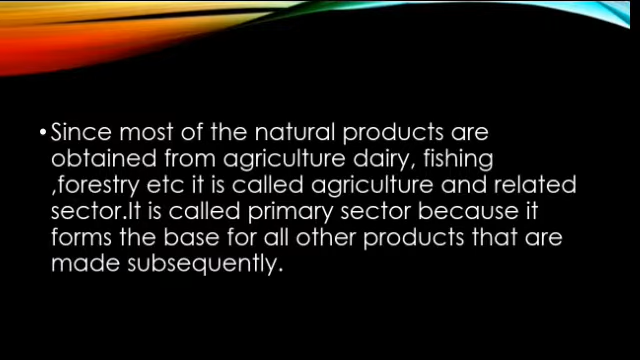 •Since most of the natural products are
obtained from agriculture dairy, fishing
,forestry etc it is called agriculture and related
sector.It is called primary sector because it
forms the base for all other products that are
made subsequently.